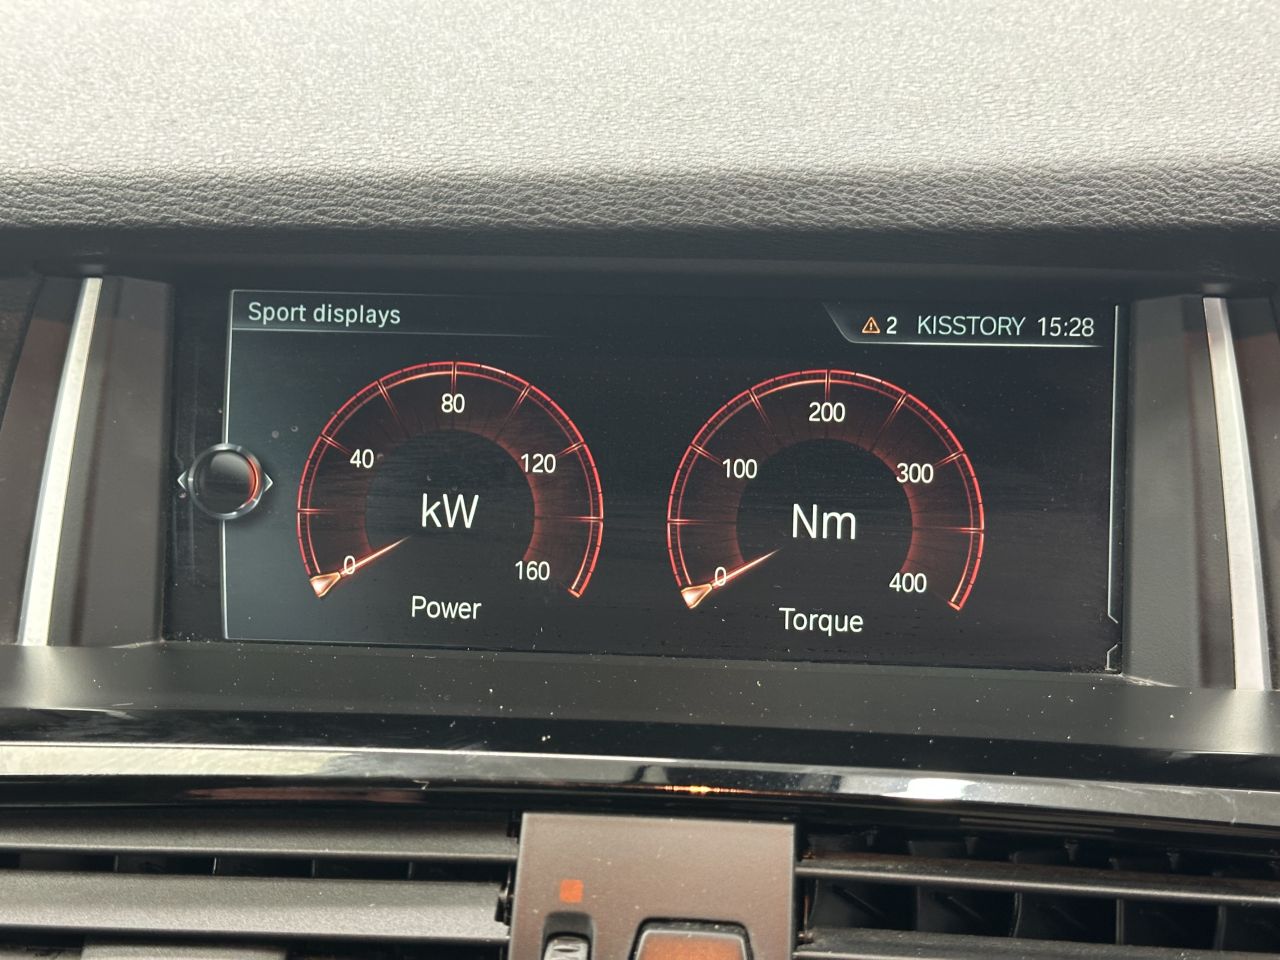 Sport displays
2 KISSTORY 15:28
0
40
80
120
160
kW
Power
0
100
200
300
400
Nm
Torque